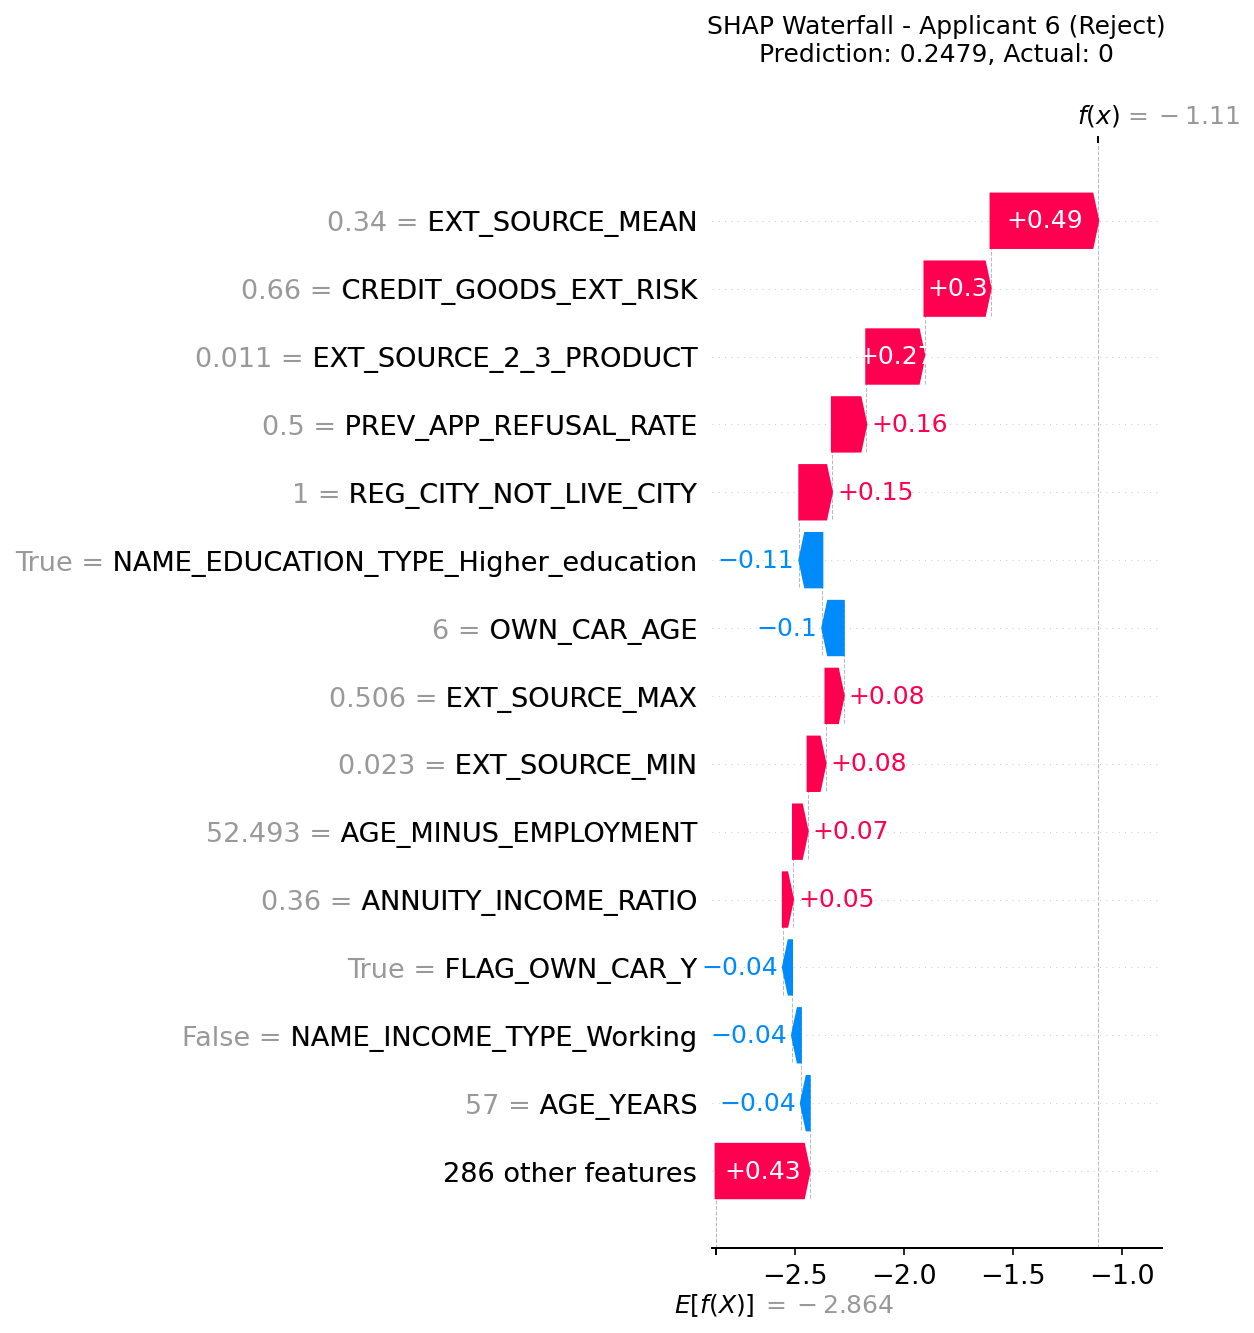 SHAP Waterfall - Applicant 6 (Reject)
Prediction: 0.2479, Actual: 0
f(x) = −1.11
0.34 = EXT_SOURCE_MEAN +0.49
0.66 = CREDIT_GOODS_EXT_RISK +0.3
0.011 = EXT_SOURCE_2_3_PRODUCT +0.27
0.5 = PREV_APP_REFUSAL_RATE +0.16
1 = REG_CITY_NOT_LIVE_CITY +0.15
True = NAME_EDUCATION_TYPE_Higher_education −0.11
6 = OWN_CAR_AGE −0.1
0.506 = EXT_SOURCE_MAX +0.08
0.023 = EXT_SOURCE_MIN +0.08
52.493 = AGE_MINUS_EMPLOYMENT +0.07
0.36 = ANNUITY_INCOME_RATIO +0.05
True = FLAG_OWN_CAR_Y −0.04
False = NAME_INCOME_TYPE_Working −0.04
57 = AGE_YEARS −0.04
286 other features +0.43
−2.5 −2.0 −1.5 −1.0
E[f(X)] = −2.864